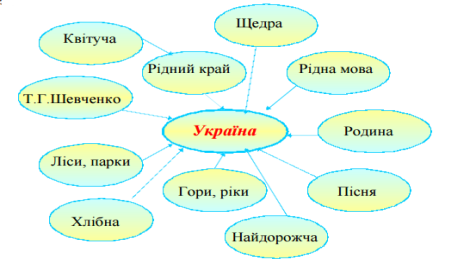 Щедра
Квітуча
Рідний край
Рідна мова
Т.Г.Шевченко
Україна
Родина
Ліси, парки
Гори, ріки
Пісня
Хлібна
Найдорожча